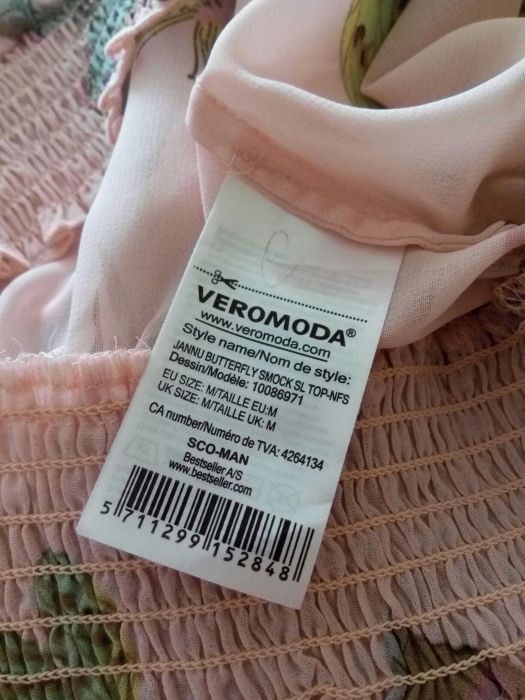 VEROMODA®
www.veromoda.com
Style name/Nom de style:
JANNU BUTTERFLY SMOCK SL TOP-NFS
Dessin/Modèle: 10086971
EU SIZE: M/TAILLE EU:M
UK SIZE: M/TAILLE UK: M
CA number/Numéro de TVA: 4264134
SCO-MAN
Bestseller A/S
www.bestseller.com
5 711299 152848